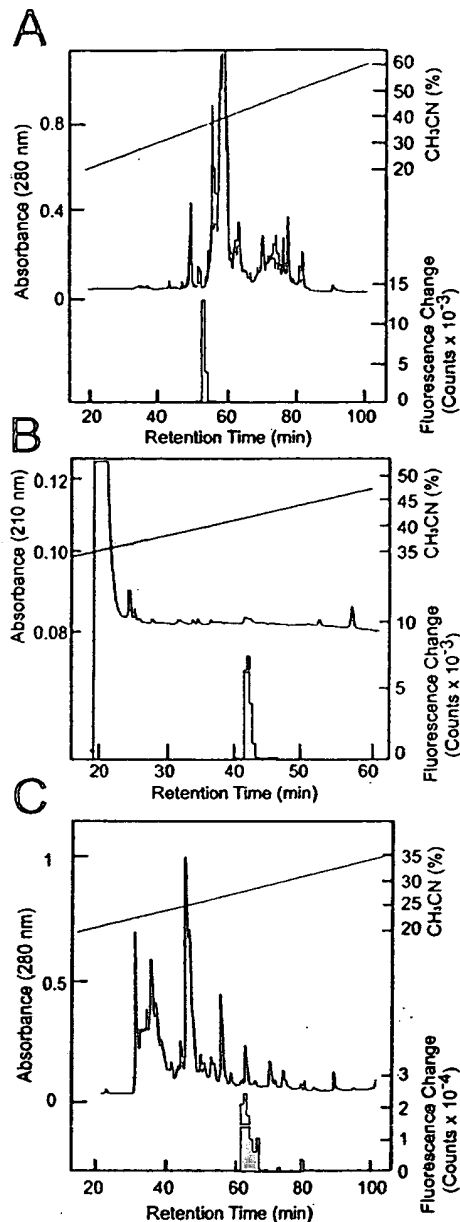 A
Absorbance (280 nm)
0.8
0.4
0
60
50
40
30
20
CH₃CN (%)
15
10
5
0
Fluorescence Change
(Counts x 10⁻³)
20 40 60 80 100
Retention Time (min)
B
Absorbance (210 nm)
0.12
0.10
0.08
50
45
40
35
CH₃CN (%)
10
5
0
Fluorescence Change
(Counts x 10⁻³)
20 30 40 50 60
Retention Time (min)
C
Absorbance (280 nm)
1
0.5
0
35
30
25
20
CH₃CN (%)
3
2
1
0
Fluorescence Change
(Counts x 10⁻⁴)
20 40 60 80 100
Retention Time (min)